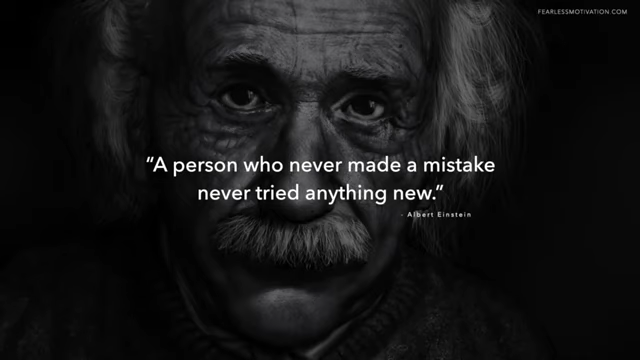 FEARLESSMOTIVATION.COM
“A person who never made a mistake
never tried anything new.”
- Albert Einstein